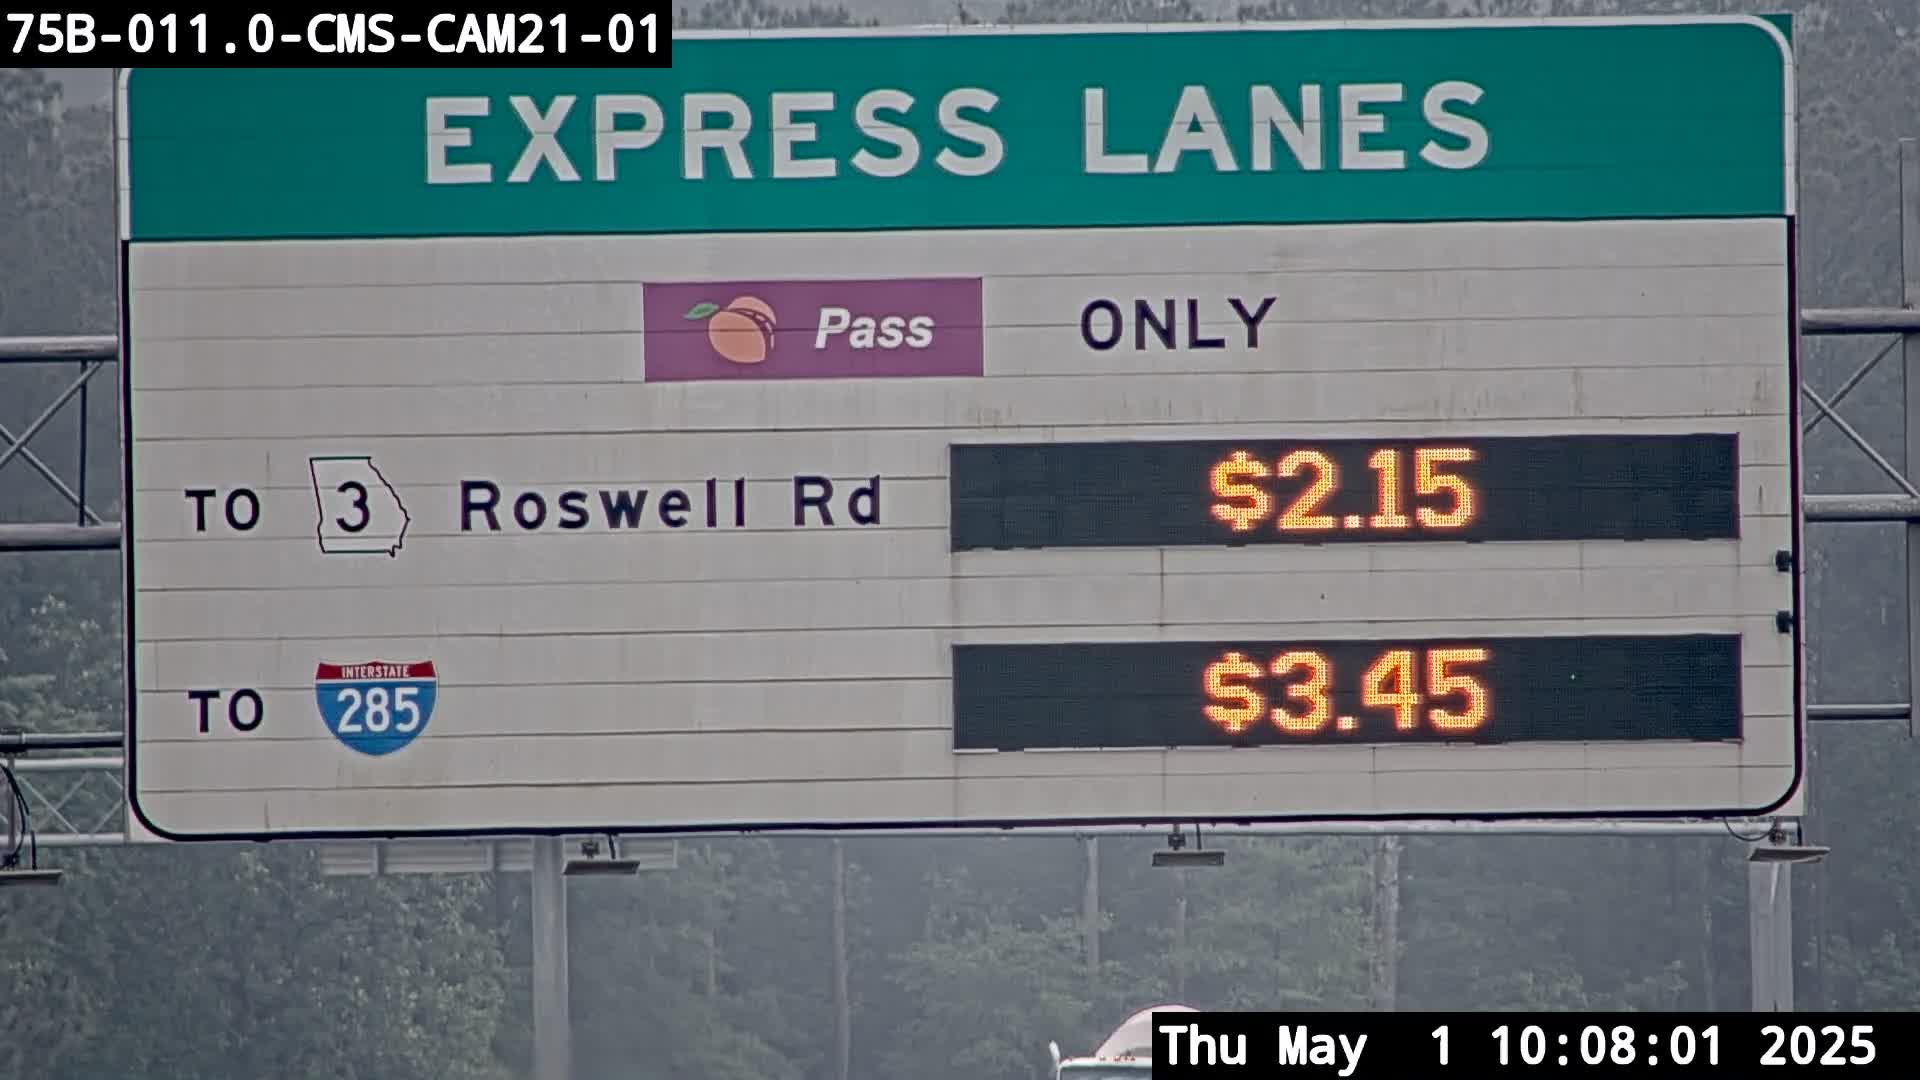 75B-011.0-CMS-CAM21-01
EXPRESS LANES
Pass ONLY
TO 3 Roswell Rd $2.15
TO INTERSTATE 285 $3.45
Thu May 1 10:08:01 2025